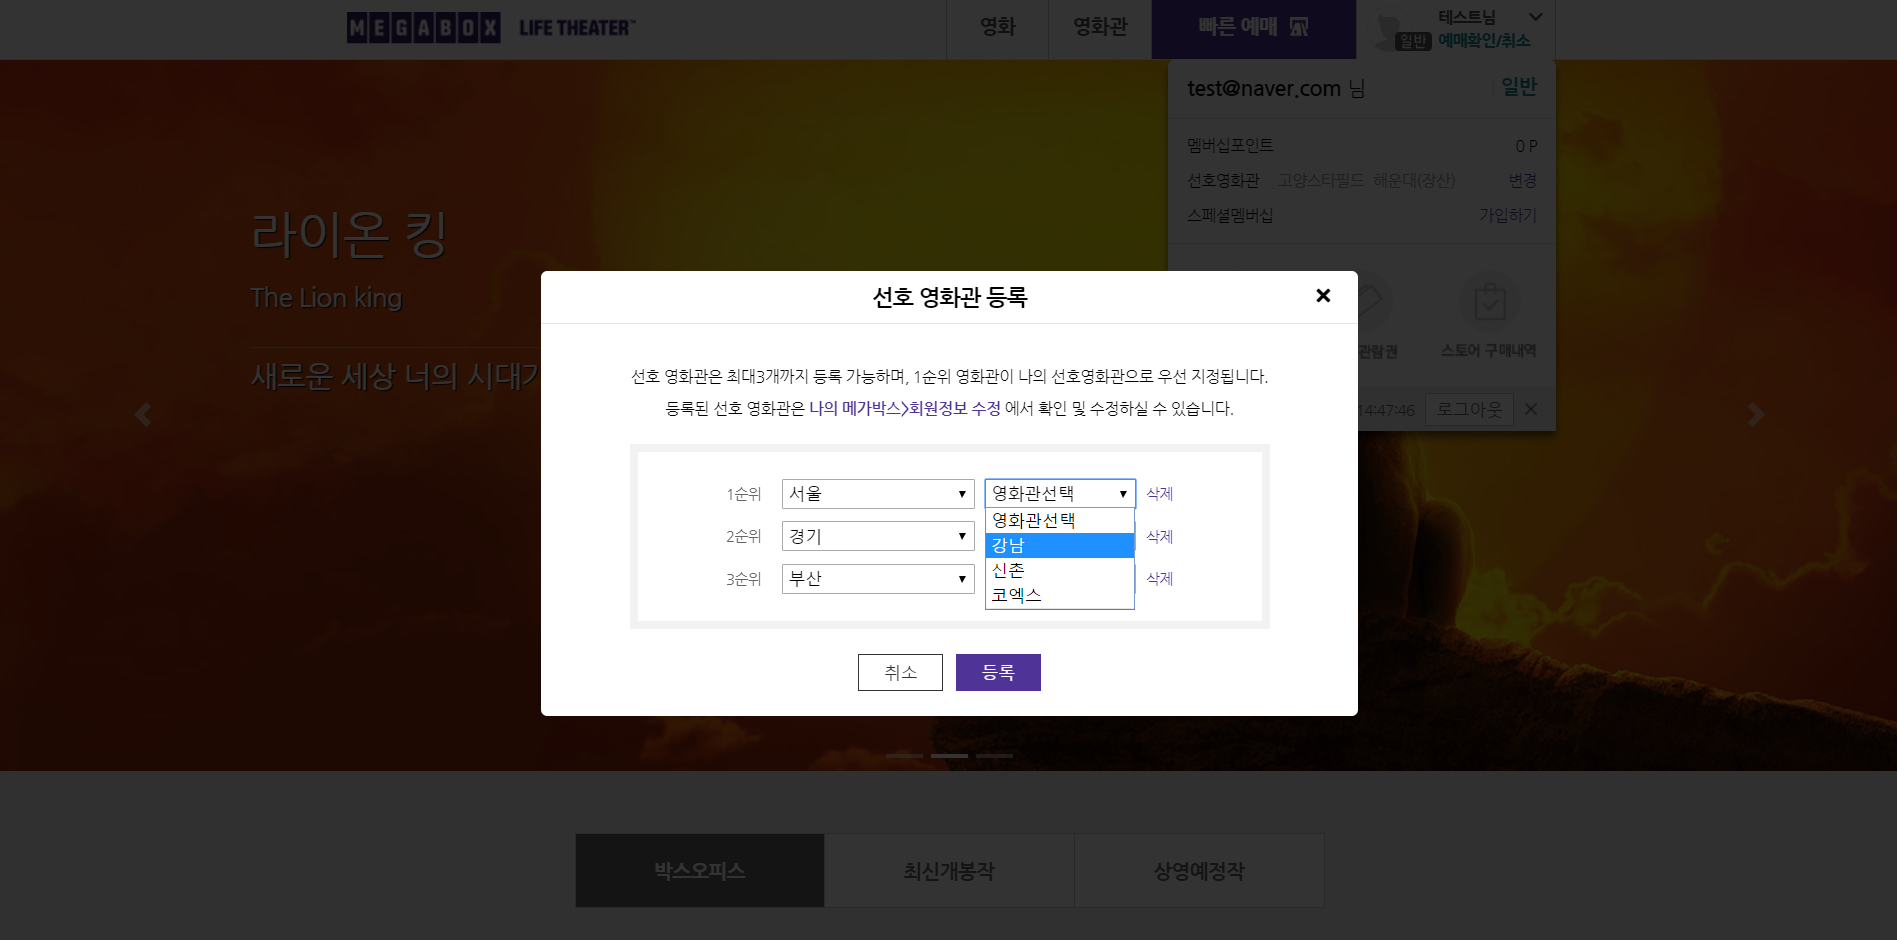 MEGABOX LIFE THEATER™
영화
영화관
빠른 예매
테스트님
일반
예매확인/취소
test@naver.com 님
일반
멤버십포인트
0 P
선호영화관 고양스타필드 해운대(장산) 변경
스페셜멤버십 가입하기
라이온 킹
The Lion king
새로운 세상 너의 시대가
관람권
스토어 구매내역
14:47:46
로그아웃
선호 영화관 등록
선호 영화관은 최대3개까지 등록 가능하며, 1순위 영화관이 나의 선호영화관으로 우선 지정됩니다.
등록된 선호 영화관은 나의 메가박스>회원정보 수정 에서 확인 및 수정하실 수 있습니다.
1순위 서울 영화관선택 삭제
영화관선택
2순위 경기 삭제
강남
신촌
3순위 부산 삭제
코엑스
취소
등록
박스오피스
최신개봉작
상영예정작